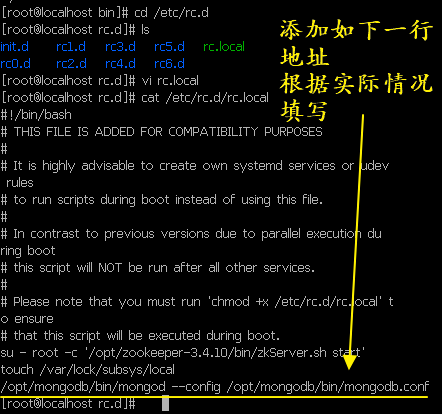 [root@localhost bin]# cd /etc/rc.d
[root@localhost rc.d]# ls
init.d rc1.d rc3.d rc5.d rc.local
rc0.d rc2.d rc4.d rc6.d
[root@localhost rc.d]# vi rc.local
[root@localhost rc.d]# cat /etc/rc.d/rc.local
#!/bin/bash
# THIS FILE IS ADDED FOR COMPATIBILITY PURPOSES
#
# It is highly advisable to create own systemd services or udev
rules
# to run scripts during boot instead of using this file.
#
# In contrast to previous versions due to parallel execution du
ring boot
# this script will NOT be run after all other services.
#
# Please note that you must run 'chmod +x /etc/rc.d/rc.local' t
o ensure
# that this script will be executed during boot.
su - root -c '/opt/zookeeper-3.4.10/bin/zkServer.sh start'
touch /var/lock/subsys/local
/opt/mongodb/bin/mongod --config /opt/mongodb/bin/mongodb.conf
[root@localhost rc.d]#
添加如下一行
地址
根据实际情况
填写